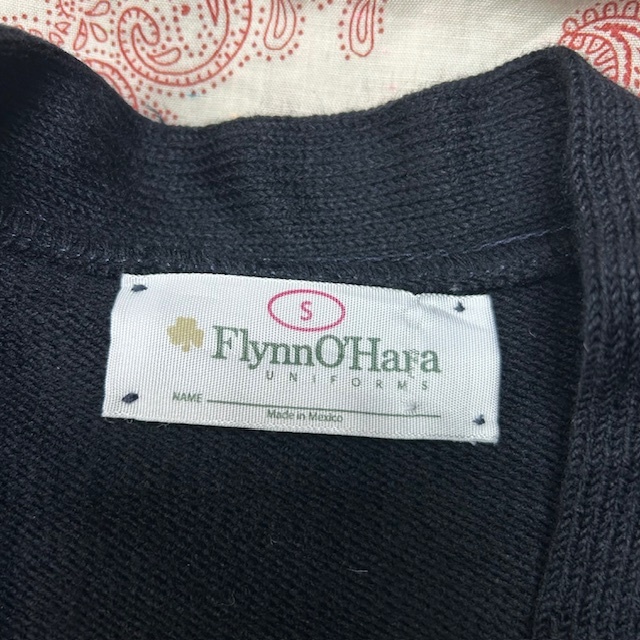 S
FlynnO'Hara
UNIFORMS
NAME
Made in Mexico